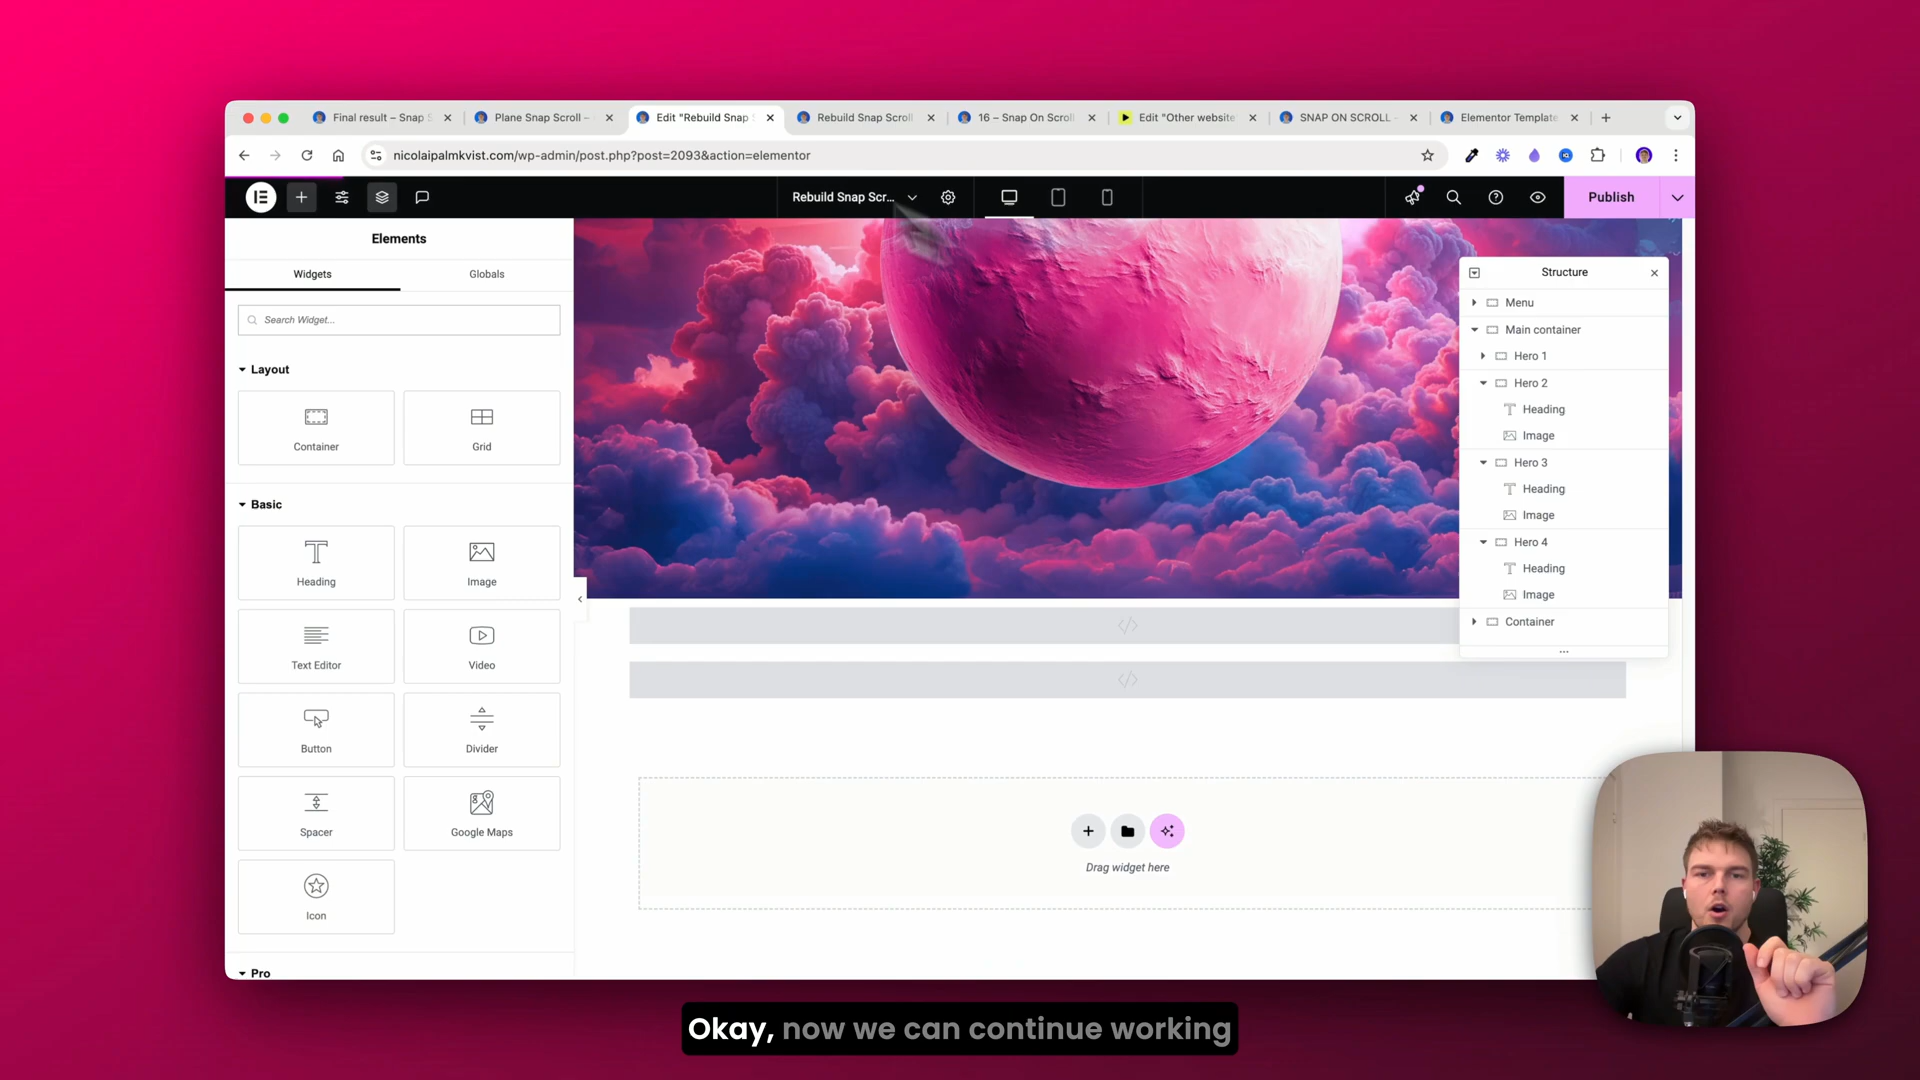 Final result – Snap S
Plane Snap Scroll –
Edit "Rebuild Snap
Rebuild Snap Scroll
16 – Snap On Scroll
Edit "Other website
SNAP ON SCROLL -
Elementor Template
nicolaipalmkvist.com/wp-admin/post.php?post=2093&action=elementor
Rebuild Snap Scr...
Publish
Elements
Widgets
Globals
Search Widget...
Layout
Container
Grid
Basic
Heading
Image
Text Editor
Video
Button
Divider
Spacer
Google Maps
Icon
Pro
Structure
Menu
Main container
Hero 1
Hero 2
Heading
Image
Hero 3
Heading
Image
Hero 4
Heading
Image
Container
Drag widget here
Okay, now we can continue working